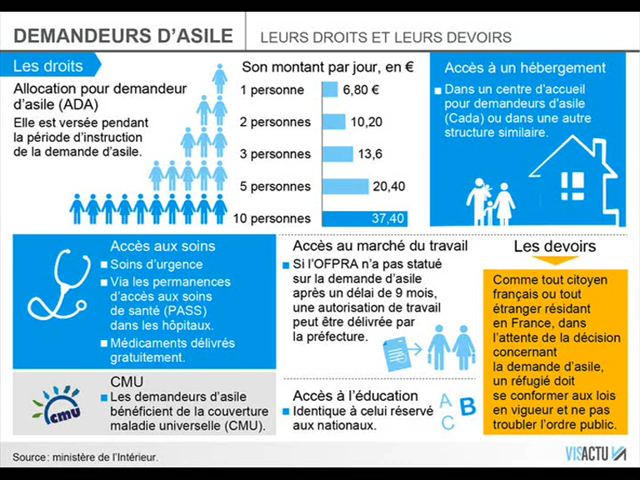 DEMANDEURS D'ASILE
LEURS DROITS ET LEURS DEVOIRS
Les droits
Allocation pour demandeur
d'asile (ADA)
Elle est versée pendant
la période d'instruction
de la demande d'asile.
Son montant par jour, en €
1 personne
6,80 €
2 personnes
10,20
3 personnes
13,6
5 personnes
20,40
10 personnes
37,40
Accès à un hébergement
Dans un centre d'accueil
pour demandeurs d'asile
(Cada) ou dans une autre
structure similaire.
Accès aux soins
Soins d'urgence
Via les permanences
d'accès aux soins
de santé (PASS)
dans les hôpitaux.
Médicaments délivrés
gratuitement.
CMU
Les demandeurs d'asile
bénéficient de la couverture
maladie universelle (CMU).
cmu
Accès au marché du travail
Si l'OFPRA n'a pas statué
sur la demande d'asile
après un délai de 9 mois,
une autorisation de travail
peut être délivrée par
la préfecture.
Accès à l'éducation
Identique à celui réservé
aux nationaux.
A
B
C
Les devoirs
Comme tout citoyen
français ou tout
étranger résidant
en France, dans
l'attente de la décision
concernant
la demande d'asile,
un réfugié doit
se conformer aux lois
en vigueur et ne pas
troubler l'ordre public.
Source : ministère de l'Intérieur.
VISACTU